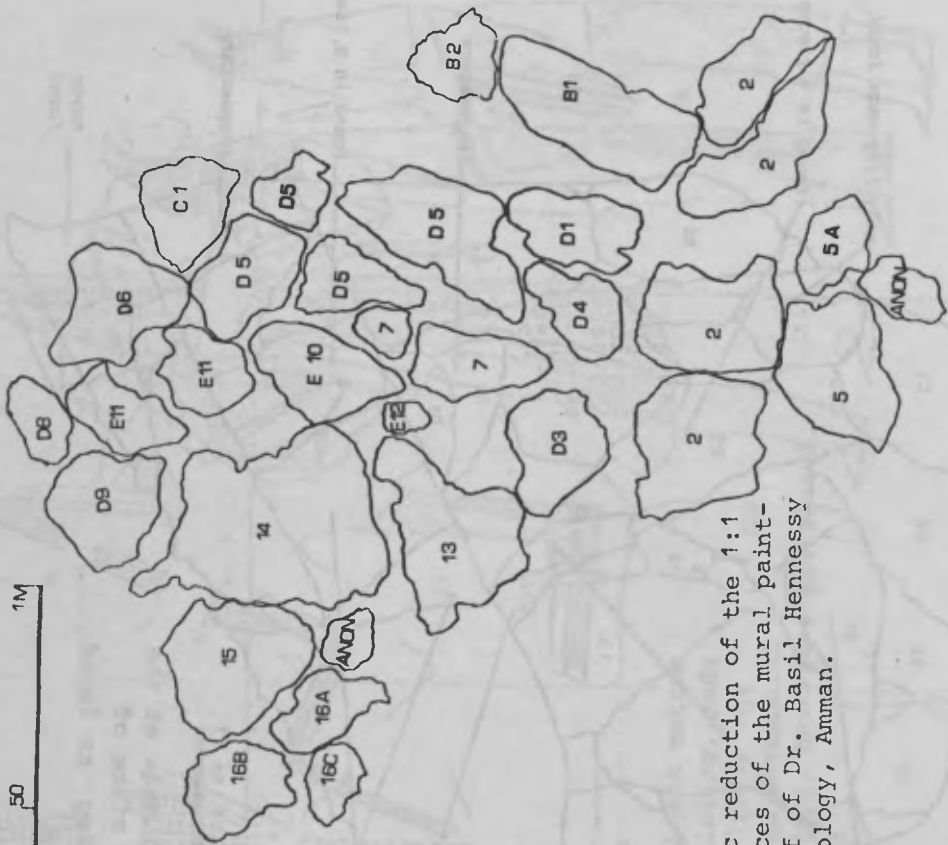 50 1M
D8
D9
E11
D6
C1
B2
E11
D5
D5
16B
15
14
E10
D5
D5
B1
16C
16A
ANON
E12
7
7
D1
2
13
D3
D4
2
2
2
5A
5
ANON
c reduction of the 1:1
ces of the mural paint-
f of Dr. Basil Hennessy
ology, Amman.